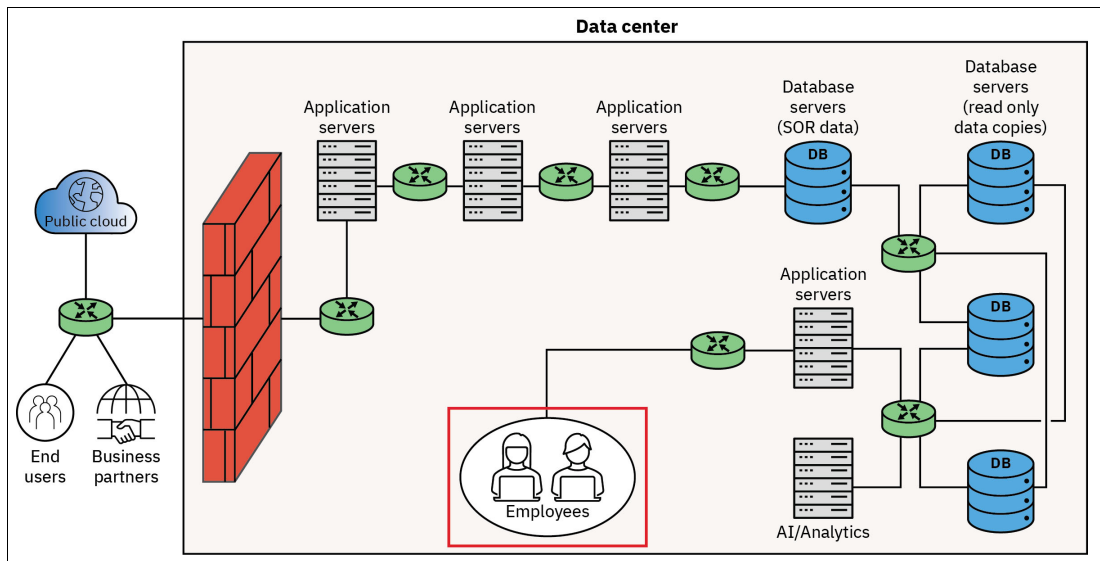 Data center
Application
servers
Application
servers
Application
servers
Database
servers
(SOR data)
Database
servers
(read only
data copies)
DB
DB
Public cloud
Application
servers
DB
End
users
Business
partners
Employees
DB
AI/Analytics